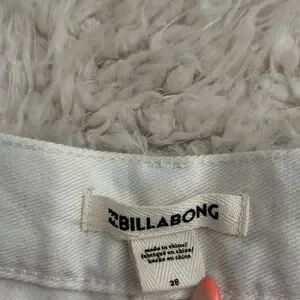 BILLABONG
made in china/
fabriqué en chine/
hecho en china
28